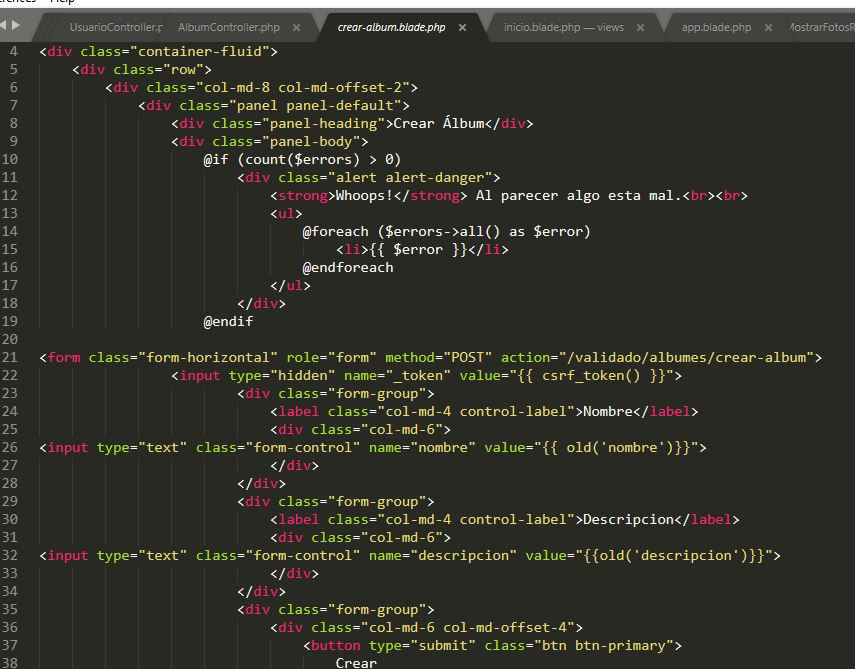 Help
UsuarioController.p AlbumController.php × crear-album.blade.php × inicio.blade.php — views × app.blade.php × MostrarFotosR
4 <div class="container-fluid">
5 <div class="row">
6 <div class="col-md-8 col-md-offset-2">
7 <div class="panel panel-default">
8 <div class="panel-heading">Crear Álbum</div>
9 <div class="panel-body">
10 @if (count($errors) > 0)
11 <div class="alert alert-danger">
12 <strong>Whoops!</strong> Al parecer algo esta mal.<br><br>
13 <ul>
14 @foreach ($errors->all() as $error)
15 <li>{{ $error }}</li>
16 @endforeach
17 </ul>
18 </div>
19 @endif
20
21 <form class="form-horizontal" role="form" method="POST" action="/validado/albumes/crear-album">
22 <input type="hidden" name="_token" value="{{ csrf_token() }}">
23 <div class="form-group">
24 <label class="col-md-4 control-label">Nombre</label>
25 <div class="col-md-6">
26 <input type="text" class="form-control" name="nombre" value="{{ old('nombre')}}">
27 </div>
28 </div>
29 <div class="form-group">
30 <label class="col-md-4 control-label">Descripcion</label>
31 <div class="col-md-6">
32 <input type="text" class="form-control" name="descripcion" value="{{old('descripcion')}}">
33 </div>
34 </div>
35 <div class="form-group">
36 <div class="col-md-6 col-md-offset-4">
37 <button type="submit" class="btn btn-primary">
38 Crear